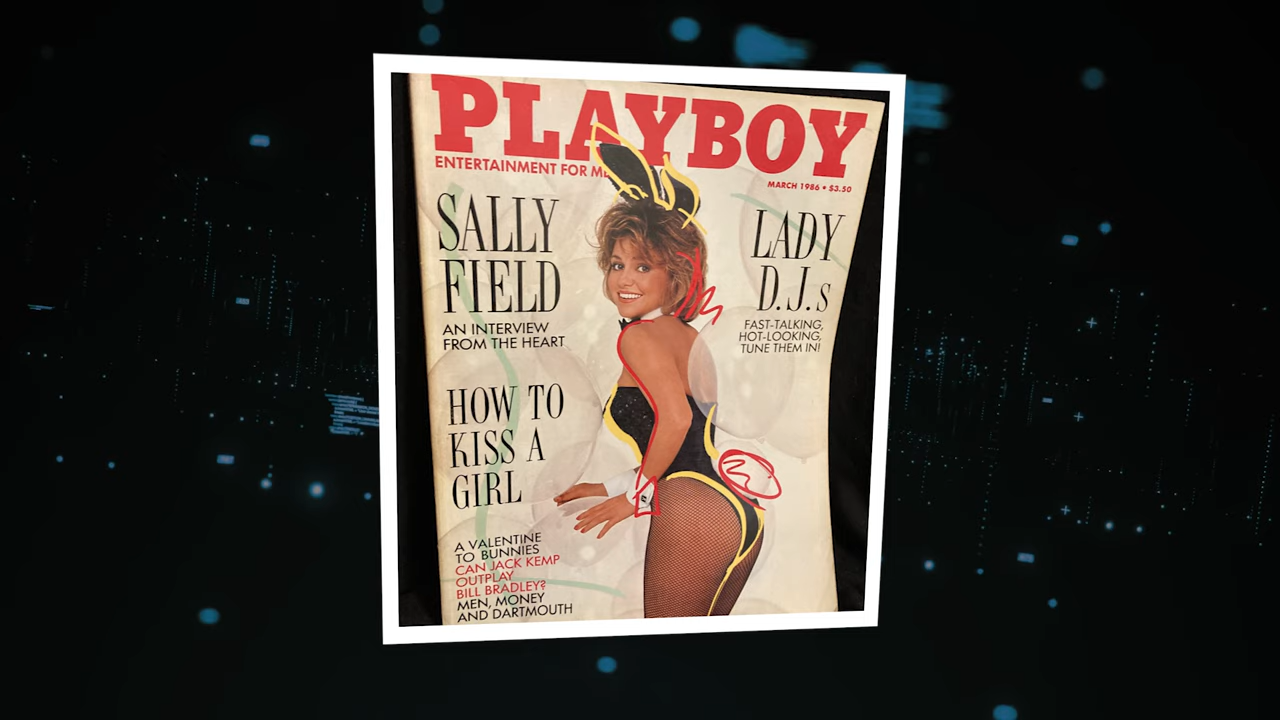 PLAYBOY
ENTERTAINMENT FOR
MARCH 1986 • $3.50
SALLY
FIELD
AN INTERVIEW
FROM THE HEART
LADY
D.J.s
FAST-TALKING,
HOT-LOOKING,
TUNE THEM IN!
HOW TO
KISS A
GIRL
A VALENTINE
TO BUNNIES
CAN JACK KEMP
OUTPLAY
BILL BRADLEY?
MEN, MONEY
AND DARTMOUTH